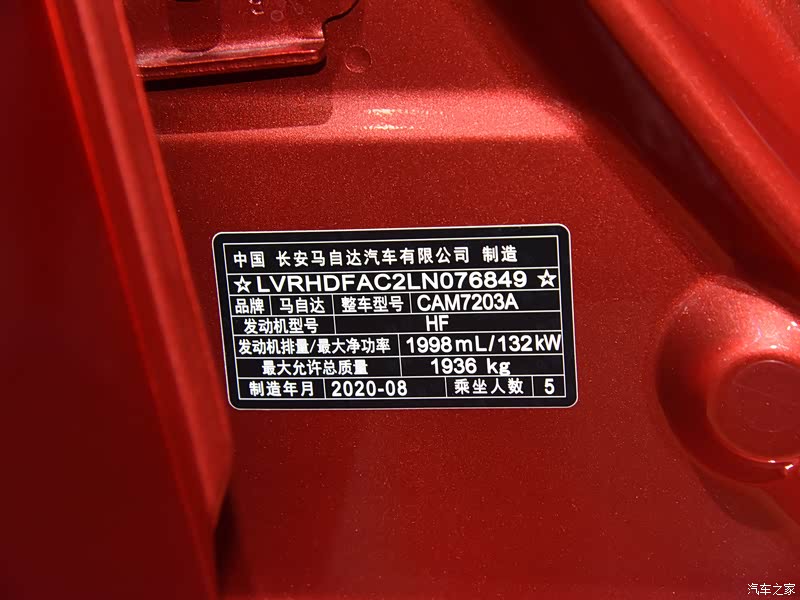 中国 长安马自达汽车有限公司 制造
☆LVRHDFAC2LN076849☆
品牌 马自达 整车型号 CAM7203A
发动机型号 HF
发动机排量/最大净功率 1998mL/132kW
最大允许总质量 1936 kg
制造年月 2020-08 乘坐人数 5
汽车之家